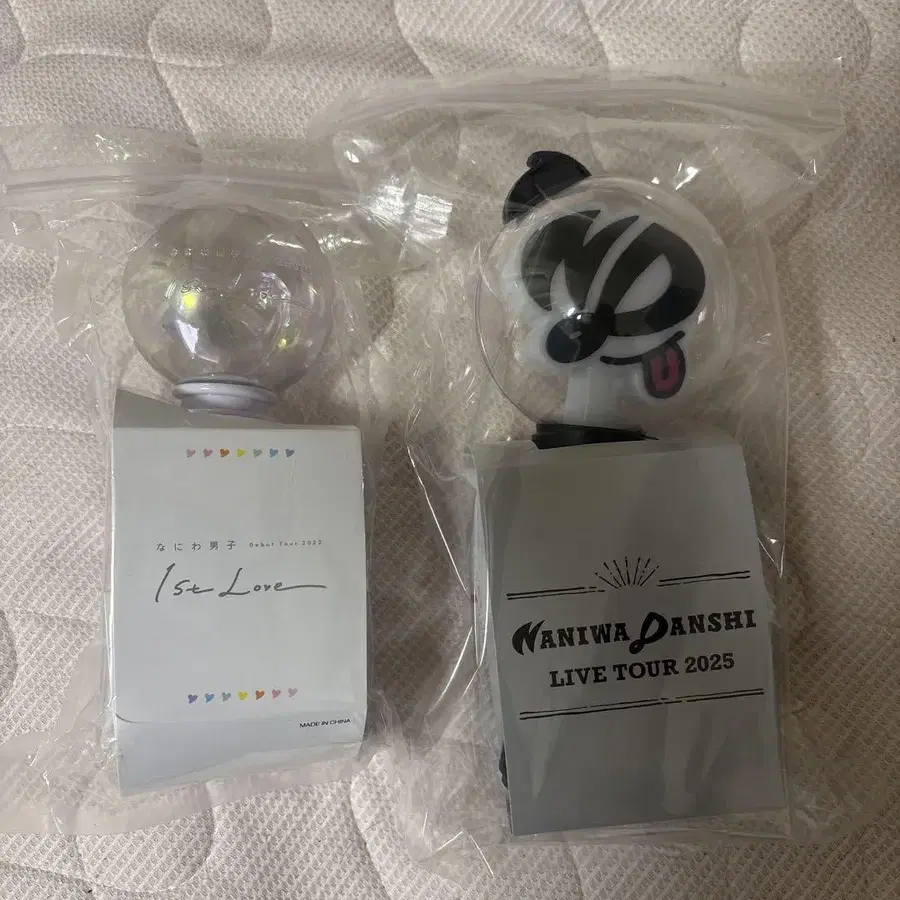 なにわ男子 Debut Tour 2022
1st Love
MADE IN CHINA
NANIWA DANSHI
LIVE TOUR 2025